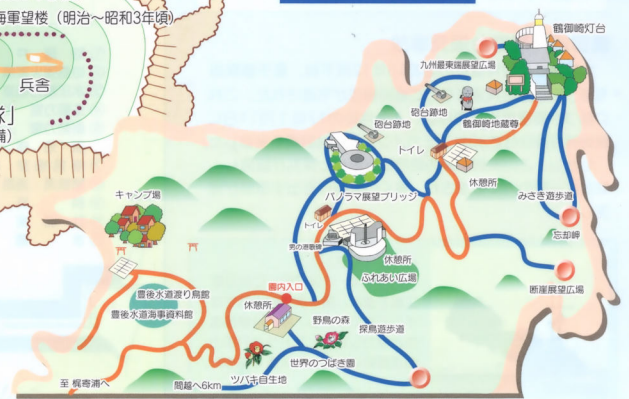 海軍望楼（明治～昭和3年頃）
兵舎
隊」
備）
鶴御崎灯台
九州最東端展望広場
砲台跡地
鶴御崎地蔵尊
砲台跡地
トイレ
休憩所
みさき遊歩道
パノラマ展望ブリッジ
キャンプ場
トイレ
忘却岬
休憩所
ふれあい広場
断崖展望広場
園内入口
豊後水道渡り鳥館
豊後水道海事資料館
休憩所
野鳥の森
探鳥遊歩道
世界のつばき園
ツバキ自生地
至 梶寄浦へ
間越へ6km